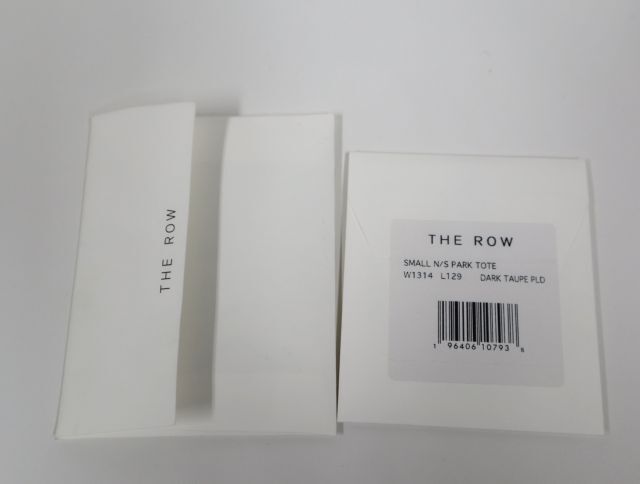 THE ROW
THE ROW
SMALL N/S PARK TOTE
W1314 L129 DARK TAUPE PLD
1 96406 10793 8